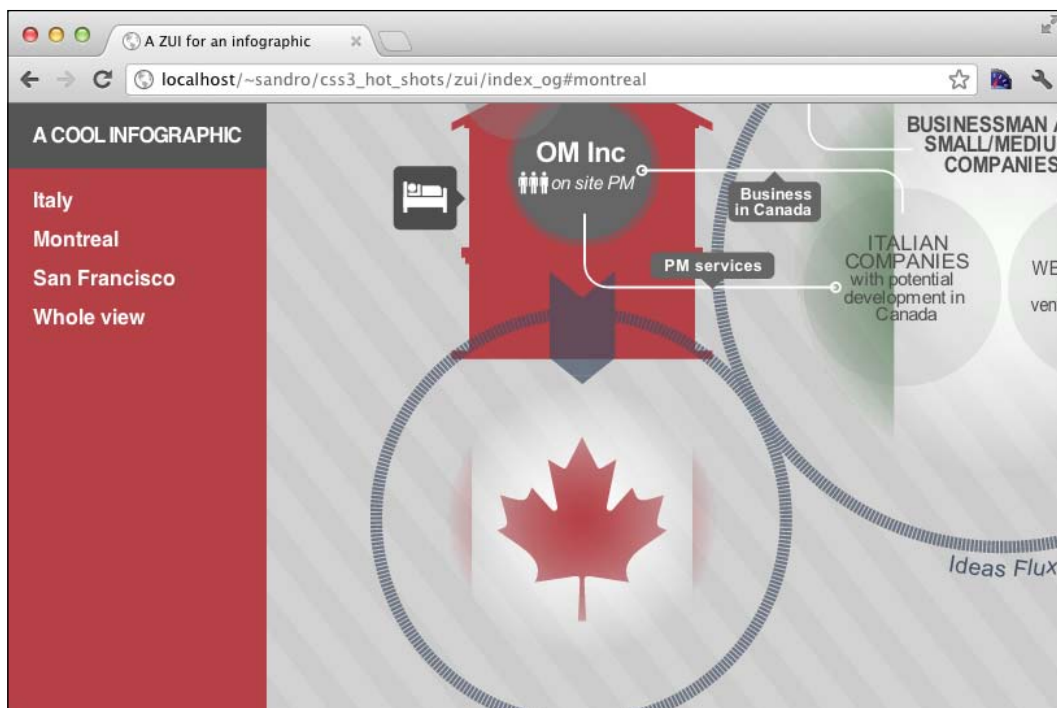 A ZUI for an infographic
localhost/~sandro/css3_hot_shots/zui/index_og#montreal
A COOL INFOGRAPHIC
Italy
Montreal
San Francisco
Whole view
OM Inc
on site PM
Business
in Canada
PM services
BUSINESSMAN A
SMALL/MEDIU
COMPANIES
ITALIAN
COMPANIES
with potential
development in
Canada
WE
ven
Ideas Flux